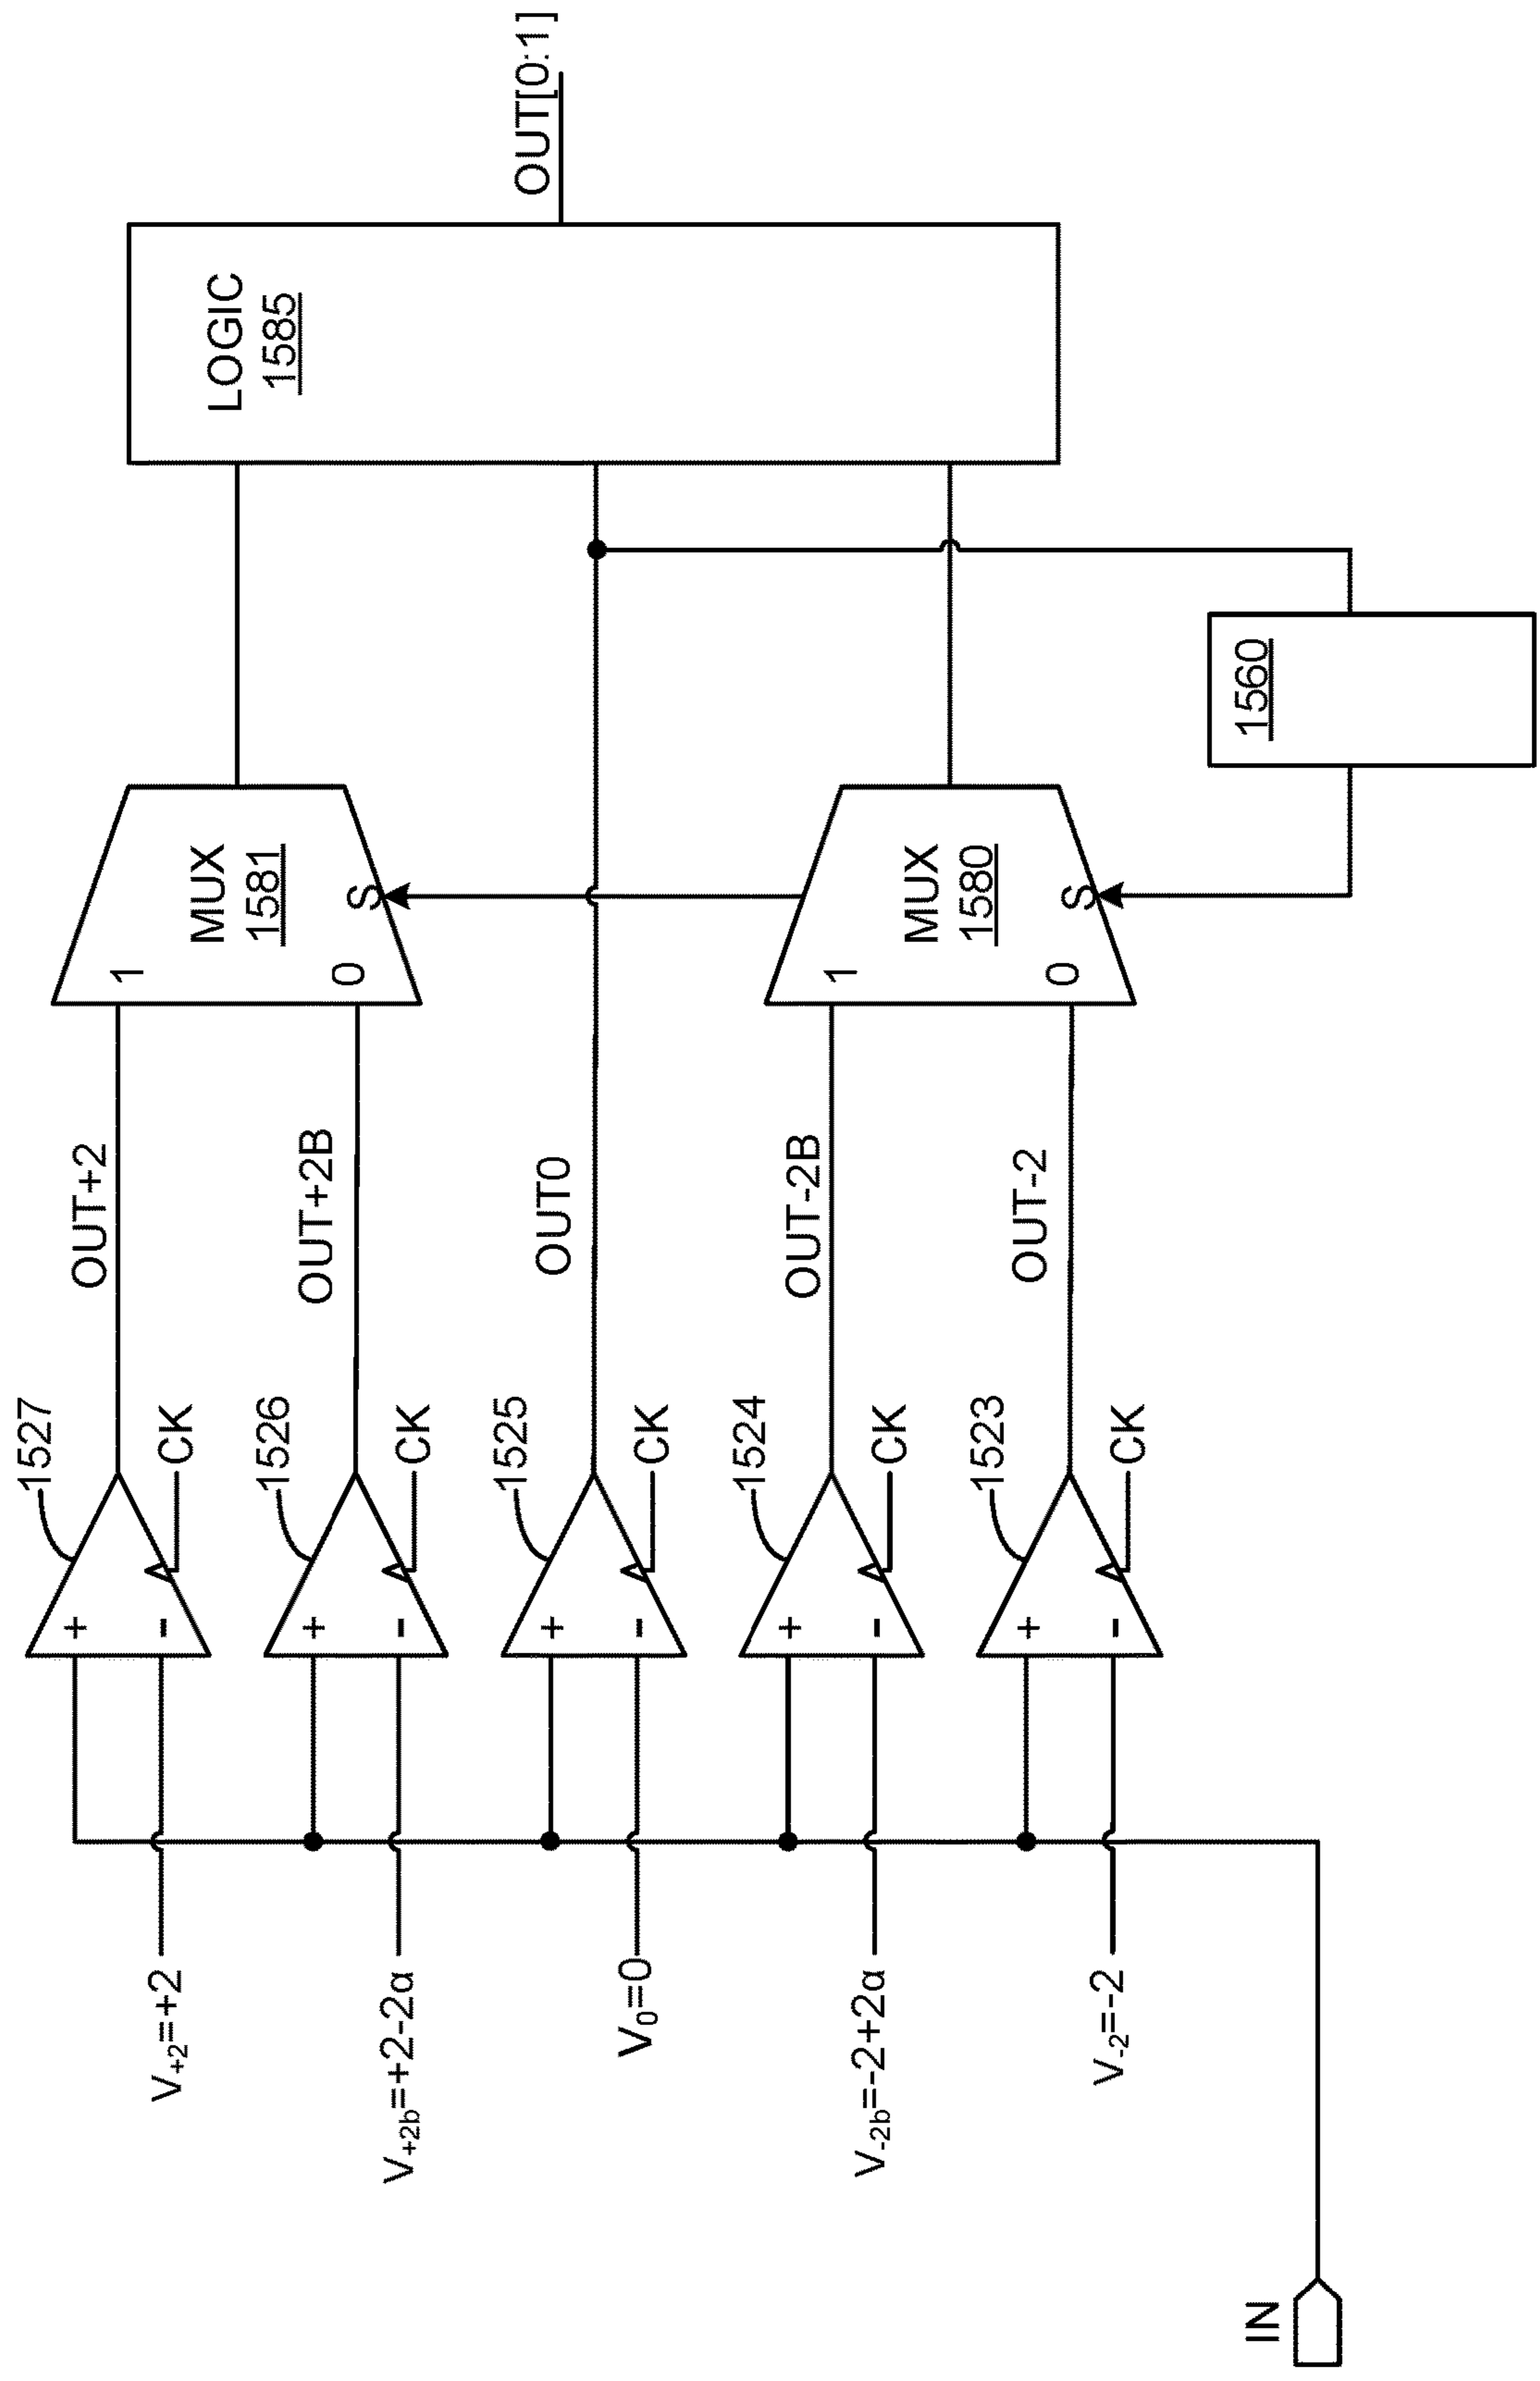 IN
V+2=+2
V+2b=+2-2α
V0=0
V-2b=-2+2α
V-2=-2
+
-
CK
1527
+
-
CK
1526
+
-
CK
1525
+
-
CK
1524
+
-
CK
1523
OUT+2
OUT+2B
OUT0
OUT-2B
OUT-2
1
0
MUX
1581
S
1
0
MUX
1580
S
1560
LOGIC
1585
OUT[0:1]